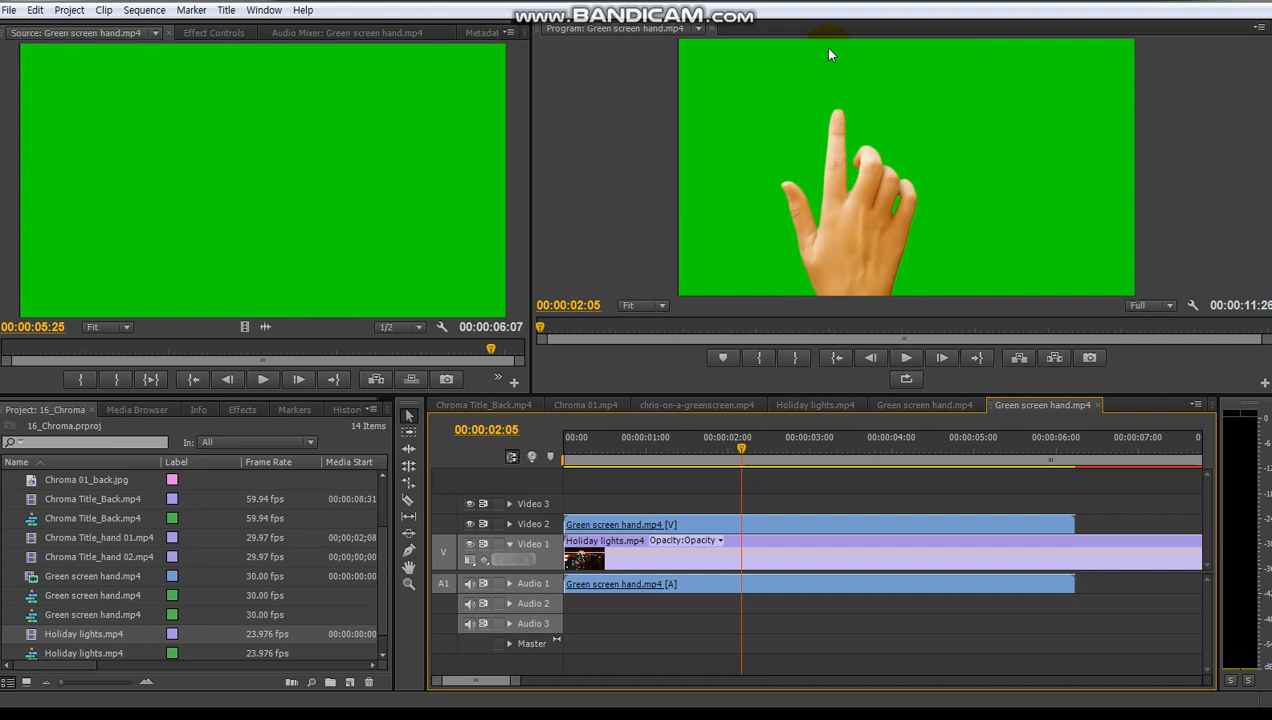 www.BANDICAM.com
File Edit Project Clip Sequence Marker Title Window Help
Source: Green screen hand.mp4 Effect Controls Audio Mixer: Green screen hand.mp4 Metadat
Program: Green screen hand.mp4
00:00:05:25 Fit 1/2 00:00:06:07
00:00:02:05 Fit Full 00:00:11:26
Project: 16_Chroma Media Browser Info Effects Markers Histor
16_Chroma.prproj 14 Items
In: All
Name Label Frame Rate Media Start
Chroma 01_back.jpg
Chroma Title_Back.mp4 59.94 fps 00:00:08:31
Chroma Title_Back.mp4 59.94 fps
Chroma Title_hand 01.mp4 29.97 fps 00;00;02;08
Chroma Title_hand 02.mp4 29.97 fps 00;00;00;00
Green screen hand.mp4 30.00 fps 00:00:00:00
Green screen hand.mp4 30.00 fps
Green screen hand.mp4 30.00 fps
Holiday lights.mp4 23.976 fps 00:00:00:00
Holiday lights.mp4 23.976 fps
Chroma Title_Back.mp4 Chroma 01.mp4 chris-on-a-greenscreen.mp4 Holiday lights.mp4 Green screen hand.mp4 Green screen hand.mp4
00:00:02:05
00:00 00:00:01:00 00:00:02:00 00:00:03:00 00:00:04:00 00:00:05:00 00:00:06:00 00:00:07:00 0
Video 3
Video 2 Green screen hand.mp4 [V]
V Video 1 Holiday lights.mp4 Opacity:Opacity
A1 Audio 1 Green screen hand.mp4 [A]
Audio 2
Audio 3
Master
S S